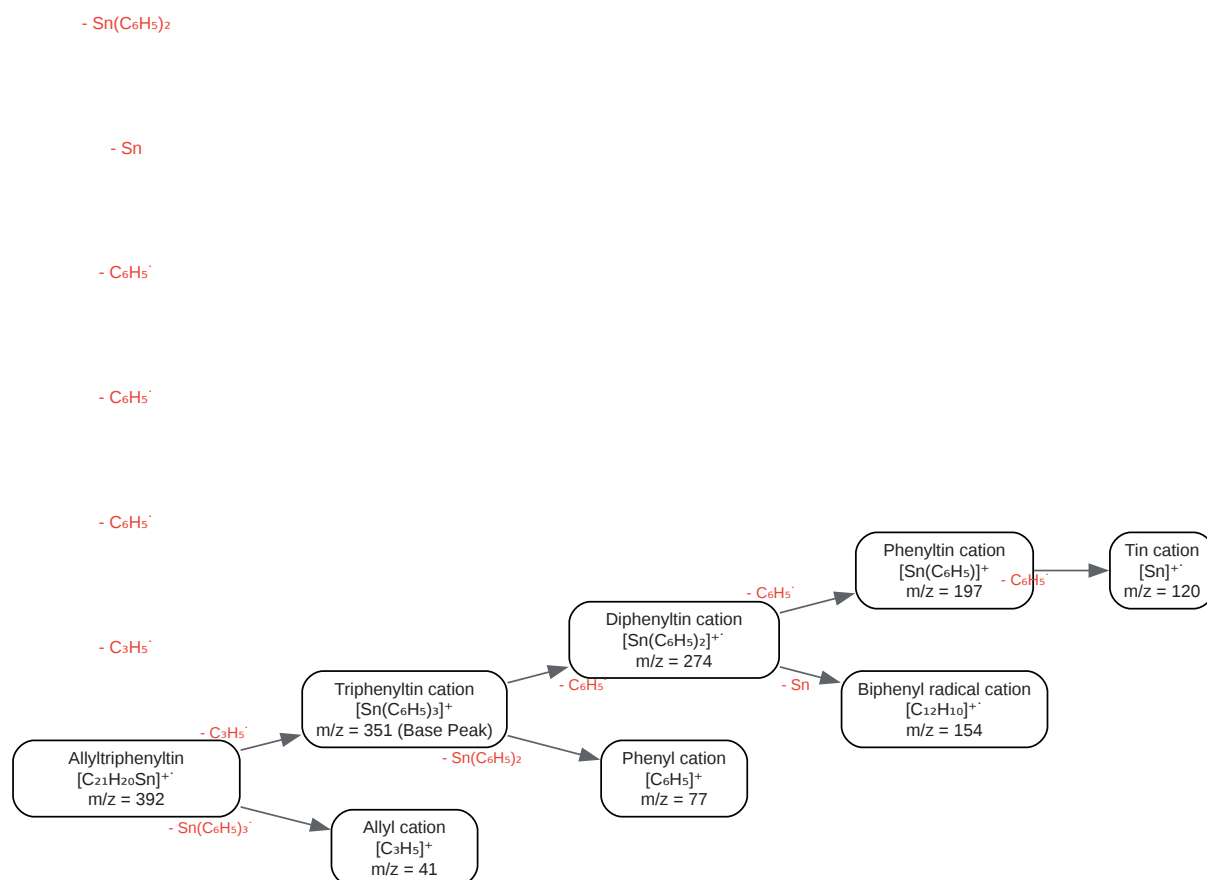 - Sn(C₆H₅)₂
- Sn
- C₆H₅˙
- C₆H₅˙
- C₆H₅˙
- C₃H₅˙
Phenyltin cation
[Sn(C₆H₅)]⁺
m/z = 197
- C₆H₅˙
Tin cation
[Sn]⁺˙
m/z = 120
- C₆H₅˙
Diphenyltin cation
[Sn(C₆H₅)₂]⁺˙
m/z = 274
- C₆H₅˙
- Sn
Biphenyl radical cation
[C₁₂H₁₀]⁺˙
m/z = 154
Triphenyltin cation
[Sn(C₆H₅)₃]⁺
m/z = 351 (Base Peak)
- C₃H₅˙
- Sn(C₆H₅)₂
Phenyl cation
[C₆H₅]⁺
m/z = 77
Allyltriphenyltin
[C₂₁H₂₀Sn]⁺˙
m/z = 392
- Sn(C₆H₅)₃˙
Allyl cation
[C₃H₅]⁺
m/z = 41